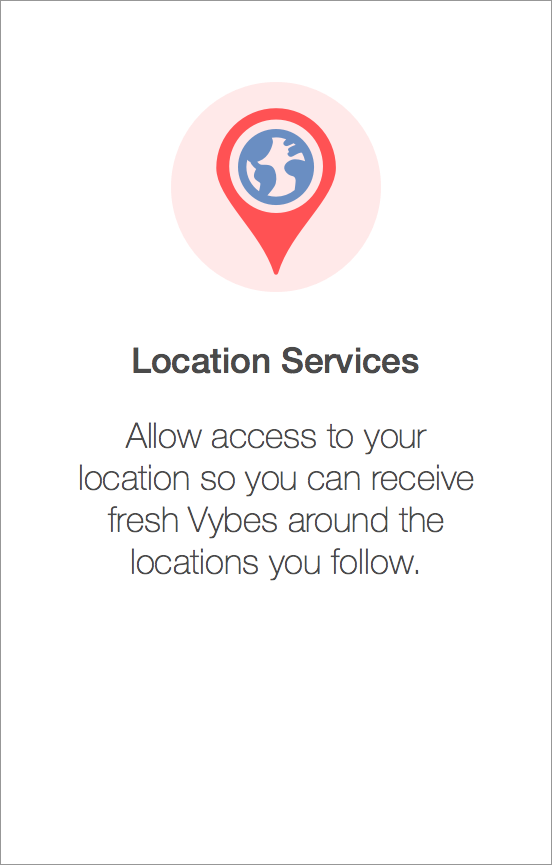 Location Services
Allow access to your
location so you can receive
fresh Vybes around the
locations you follow.